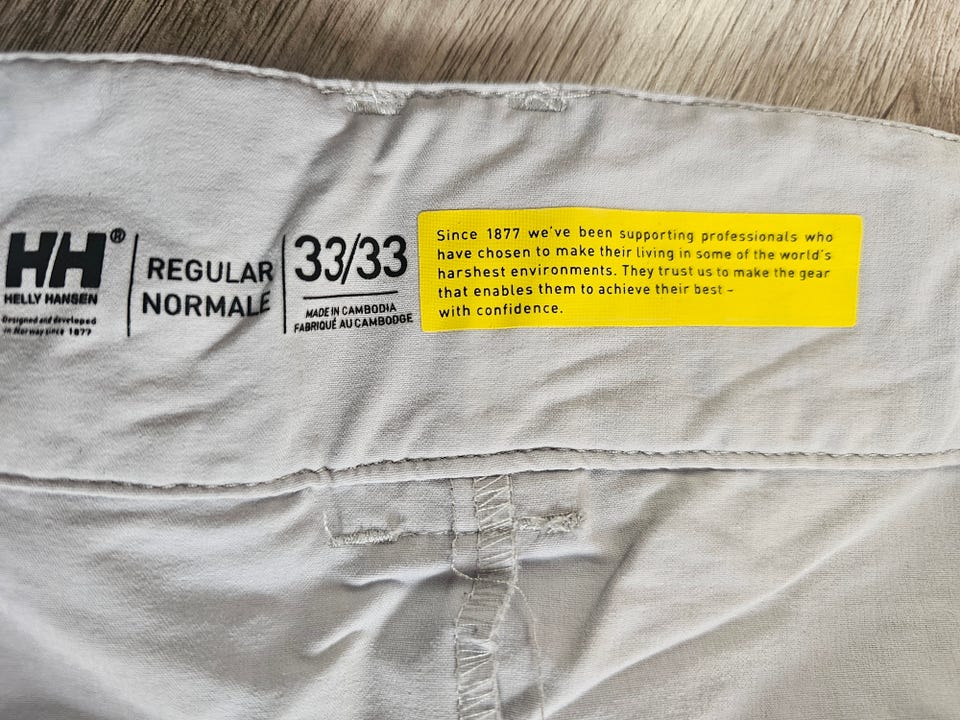 HH®
HELLY HANSEN
Designed and developed
in Norway since 1877
REGULAR
NORMALE
33/33
MADE IN CAMBODIA
FABRIQUÉ AU CAMBODGE
Since 1877 we've been supporting professionals who
have chosen to make their living in some of the world's
harshest environments. They trust us to make the gear
that enables them to achieve their best –
with confidence.